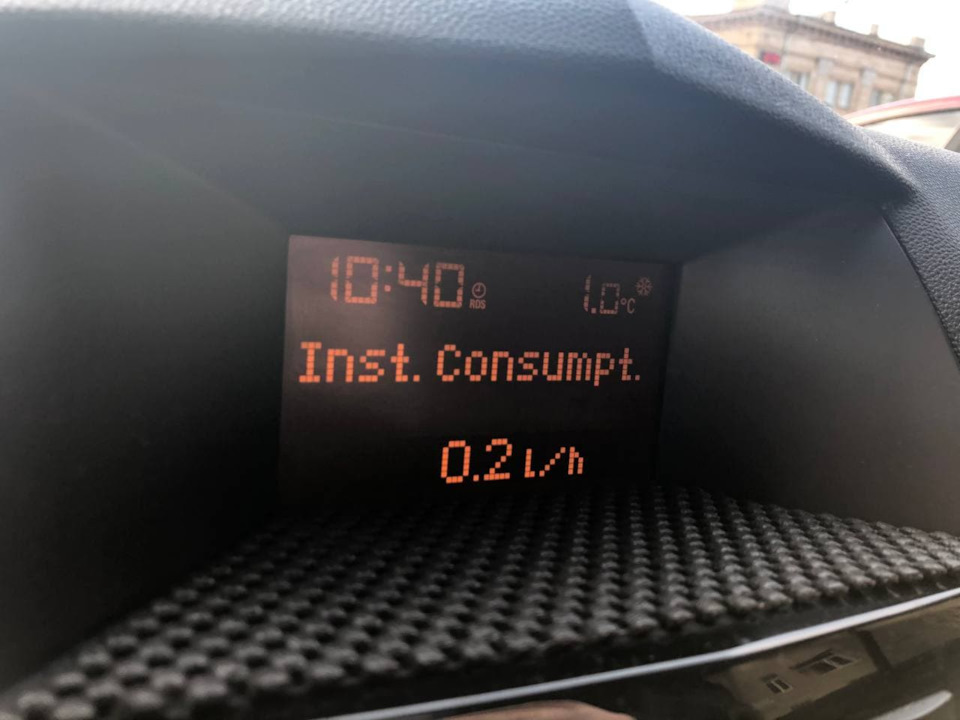 10:40 RDS 1.0°C
Inst. Consumpt.
0.2 l/h